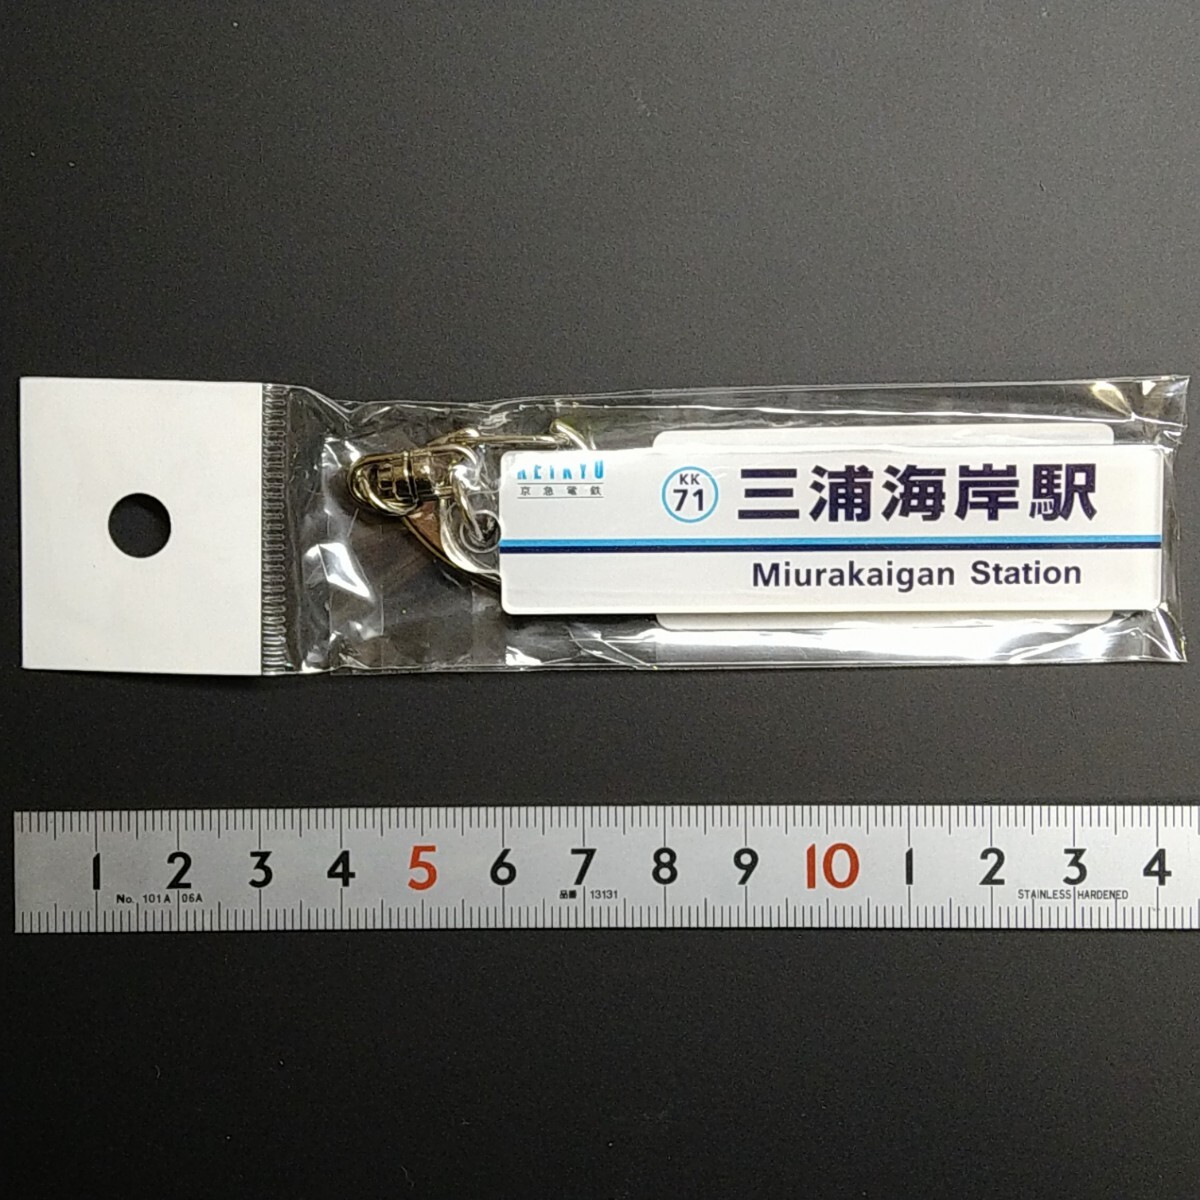 KEIKYU
京急電鉄
KK
71
三浦海岸駅
Miurakaigan Station
1 2 3 4 5 6 7 8 9 10 1 2 3 4
No. 101A 06A 品番 13131 STAINLESS HARDENED